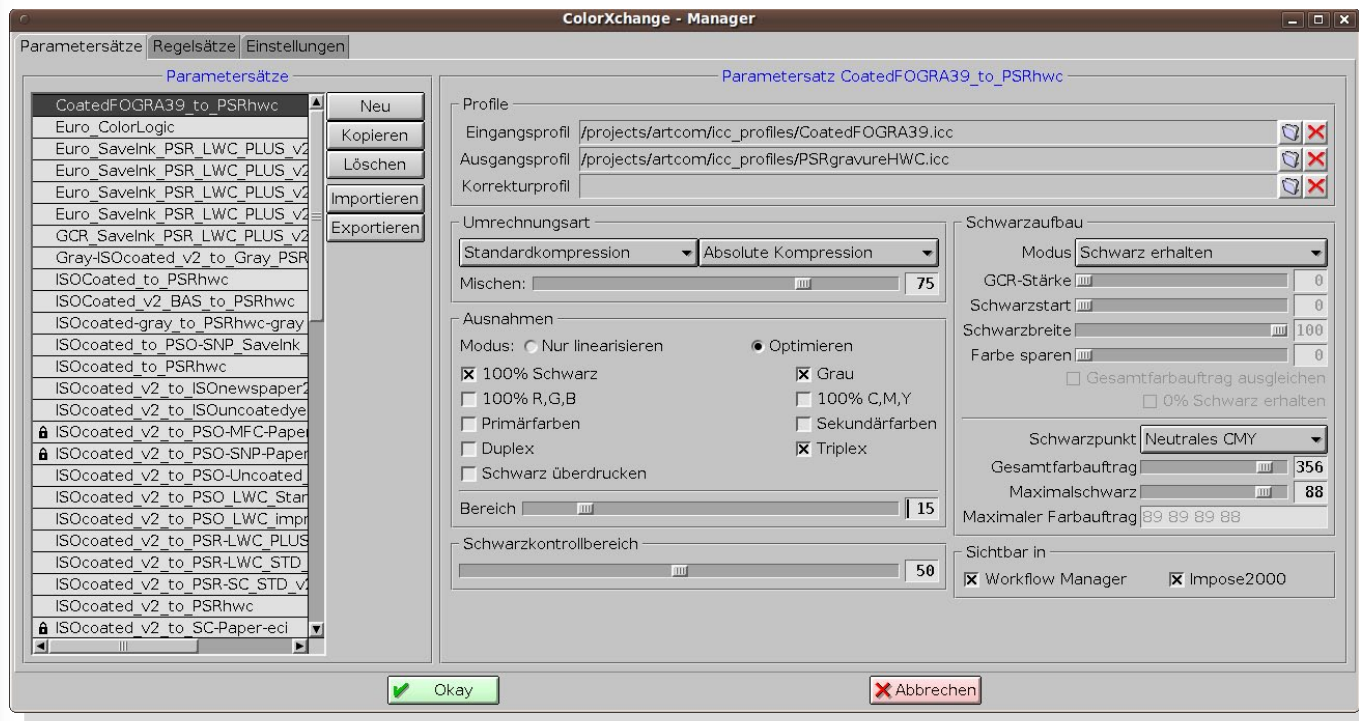 ColorXchange - Manager
Parametersätze Regelsätze Einstellungen
Parametersätze
CoatedFOGRA39_to_PSRhwc
Euro_ColorLogic
Euro_SaveInk_PSR_LWC_PLUS_v2
Euro_SaveInk_PSR_LWC_PLUS_v2
Euro_SaveInk_PSR_LWC_PLUS_v2
Euro_SaveInk_PSR_LWC_PLUS_v2
GCR_SaveInk_PSR_LWC_PLUS_v2
Gray-ISOcoated_v2_to_Gray_PSR
ISOCoated_to_PSRhwc
ISOCoated_v2_BAS_to_PSRhwc
ISOcoated-gray_to_PSRhwc-gray
ISOcoated_to_PSO-SNP_SaveInk_
ISOcoated_to_PSRhwc
ISOcoated_v2_to_ISOnewspaper2
ISOcoated_v2_to_ISOuncoatedye
ISOcoated_v2_to_PSO-MFC-Paper
ISOcoated_v2_to_PSO-SNP-Paper
ISOcoated_v2_to_PSO-Uncoated_
ISOcoated_v2_to_PSO_LWC_Stan
ISOcoated_v2_to_PSO_LWC_impr
ISOcoated_v2_to_PSR-LWC_PLUS
ISOcoated_v2_to_PSR-LWC_STD_
ISOcoated_v2_to_PSR-SC_STD_v2
ISOcoated_v2_to_PSRhwc
ISOcoated_v2_to_SC-Paper-eci
Neu
Kopieren
Löschen
Importieren
Exportieren
Parametersatz CoatedFOGRA39_to_PSRhwc
Profile
Eingangsprofil /projects/artcom/icc_profiles/CoatedFOGRA39.icc
Ausgangsprofil /projects/artcom/icc_profiles/PSRgravureHWC.icc
Korrekturprofil
Umrechnungsart
Standardkompression Absolute Kompression
Mischen: 75
Ausnahmen
Modus: Nur linearisieren Optimieren
100% Schwarz Grau
100% R,G,B 100% C,M,Y
Primärfarben Sekundärfarben
Duplex Triplex
Schwarz überdrucken
Bereich 15
Schwarzkontrollbereich
50
Schwarzaufbau
Modus Schwarz erhalten
GCR-Stärke 0
Schwarzstart 0
Schwarzbreite 100
Farbe sparen 0
Gesamtfarbauftrag ausgleichen
0% Schwarz erhalten
Schwarzpunkt Neutrales CMY
Gesamtfarbauftrag 356
Maximalschwarz 88
Maximaler Farbauftrag 89 89 89 88
Sichtbar in
Workflow Manager Impose2000
Okay Abbrechen